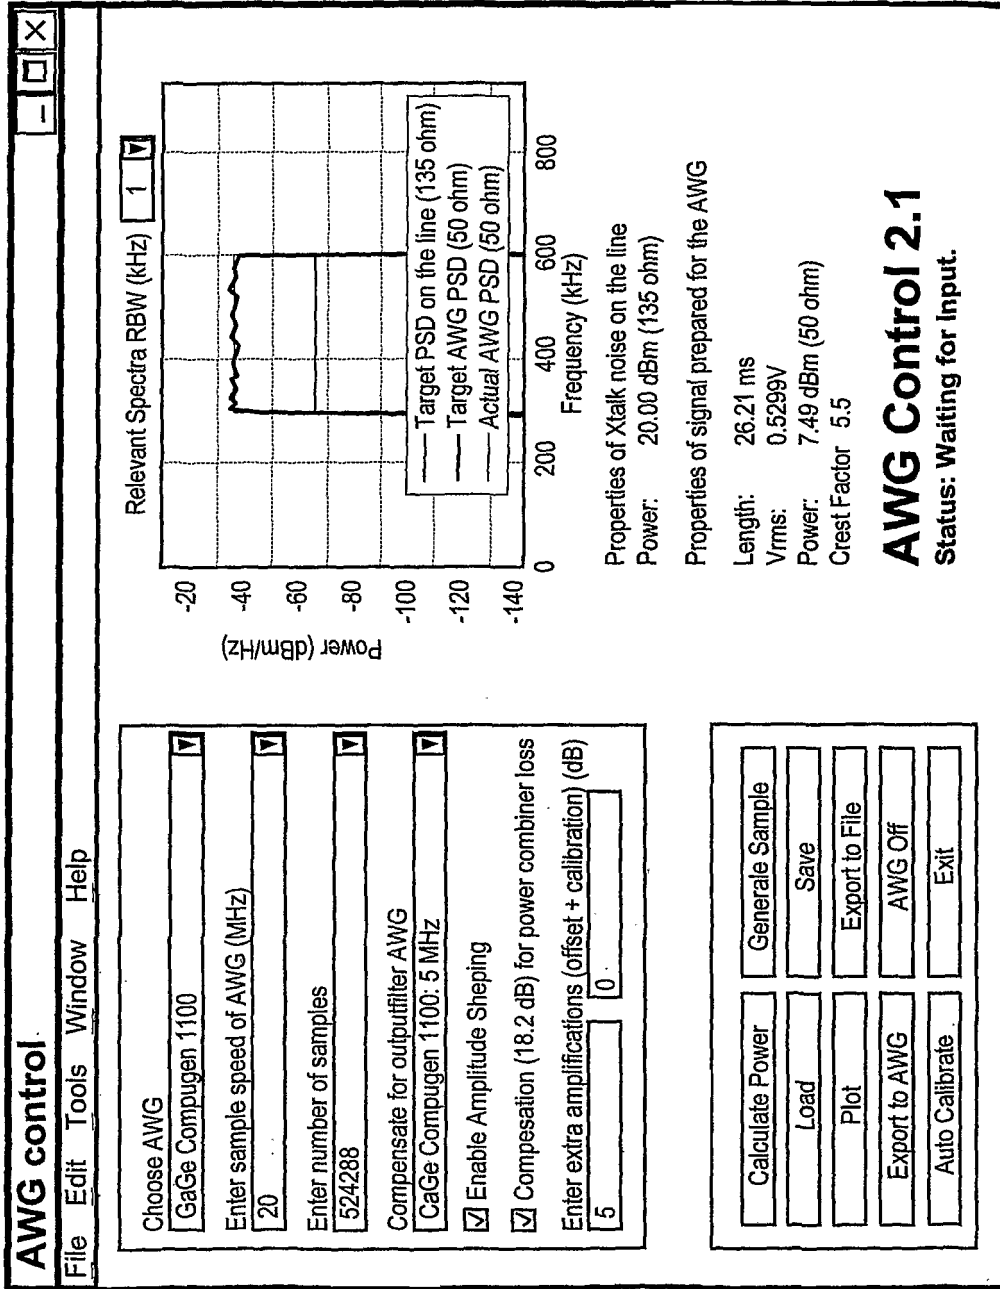 AWG control
File Edit Tools Window Help
Choose AWG
GaGe Compugen 1100
Enter sample speed of AWG (MHz)
20
Enter number of samples
524288
Compensate for outputfilter AWG
CaGe Compugen 1100: 5 MHz
Enable Amplitude Sheping
Compesation (18.2 dB) for power combiner loss
Enter extra amplifications (offset + calibration) (dB)
5 0
Calculate Power Generale Sample
Load Save
Plot Export to File
Export to AWG AWG Off
Auto Calibrate Exit
Relevant Spectra RBW (kHz) 1
Power (dBm/Hz)
-20
-40
-60
-80
-100
-120
-140
Target PSD on the line (135 ohm)
Target AWG PSD (50 ohm)
Actual AWG PSD (50 ohm)
0 200 400 600 800
Frequency (kHz)
Properties of Xtalk noise on the line
Power: 20.00 dBm (135 ohm)
Properties of signal prepared for the AWG
Length: 26.21 ms
Vrms: 0.5299V
Power: 7.49 dBm (50 ohm)
Crest Factor 5.5
AWG Control 2.1
Status: Waiting for Input.